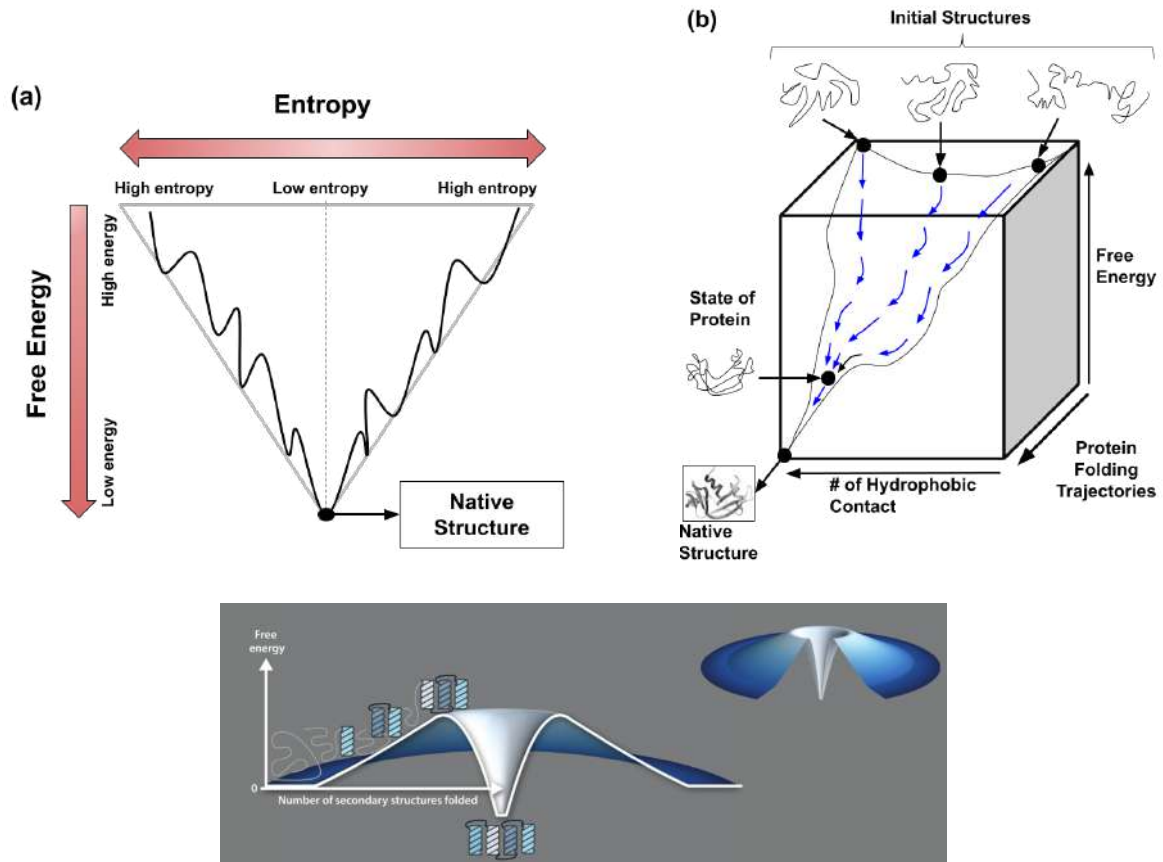 (a)
Entropy
High entropy
Low entropy
High entropy
Free Energy
High energy
Low energy
Native
Structure
(b)
Initial Structures
State of
Protein
Free
Energy
Protein
Folding
Trajectories
# of Hydrophobic
Contact
Native
Structure
Free
energy
0
Number of secondary structures folded